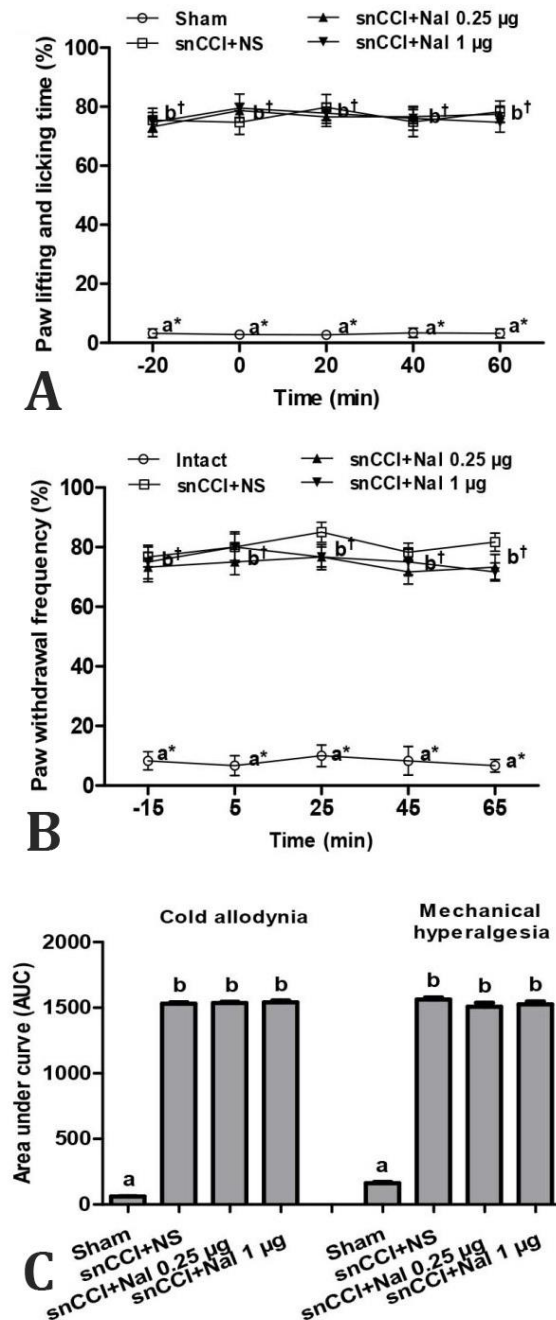 Sham
snCCI+NS
snCCI+Nal 0.25 µg
snCCI+Nal 1 µg
Paw lifting and licking time (%)
100
80
60
40
20
0
b† b† b† b† b†
a* a* a* a* a*
-20 0 20 40 60
Time (min)
A
Intact
snCCI+NS
snCCI+Nal 0.25 µg
snCCI+Nal 1 µg
Paw withdrawal frequency (%)
100
80
60
40
20
0
b† b† b† b† b†
a* a* a* a* a*
-15 5 25 45 65
Time (min)
B
Cold allodynia
Mechanical
hyperalgesia
Area under curve (AUC)
2000
1500
1000
500
0
a b b b a b b b
Sham
snCCI+NS
snCCI+Nal 0.25 µg
snCCI+Nal 1 µg
Sham
snCCI+NS
snCCI+Nal 0.25 µg
snCCI+Nal 1 µg
C